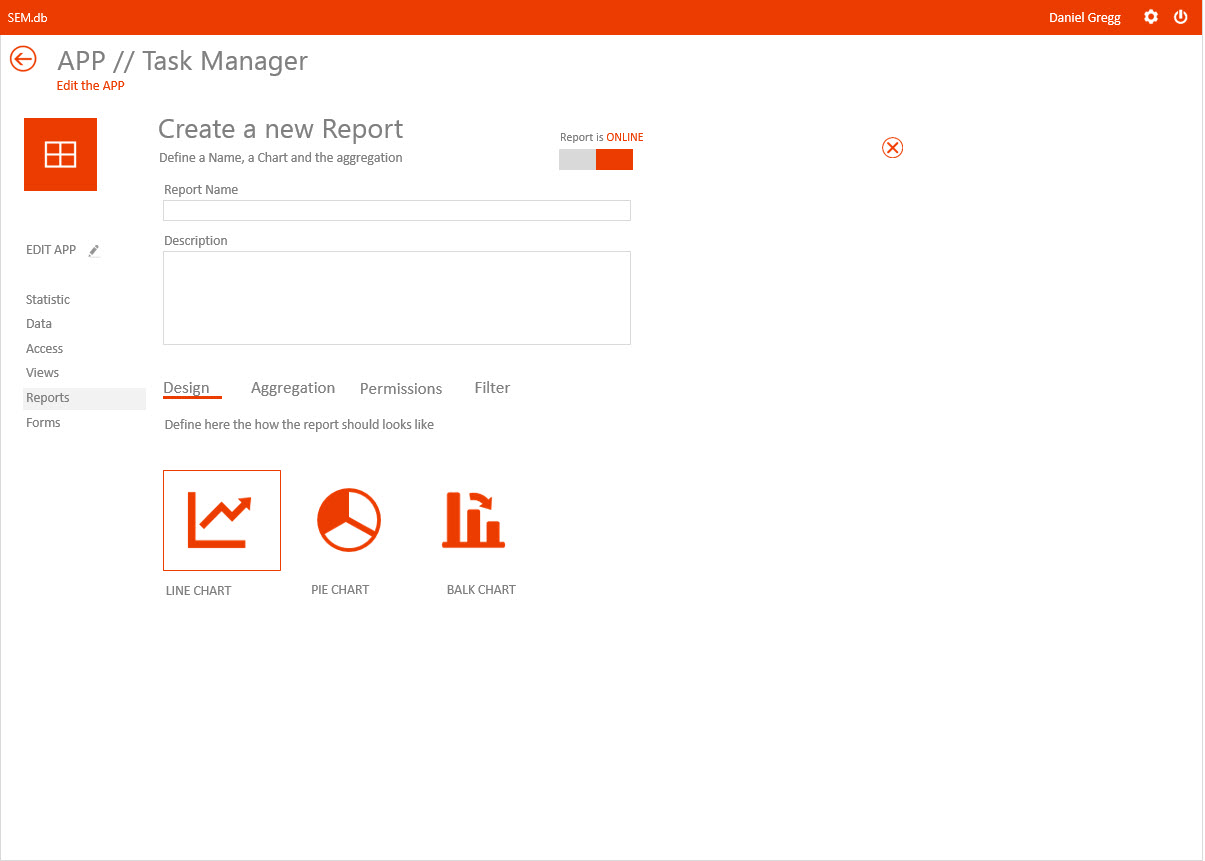 SEM.db
Daniel Gregg
APP // Task Manager
Edit the APP
Create a new Report
Define a Name, a Chart and the aggregation
Report is ONLINE
Report Name
Description
EDIT APP
Statistic
Data
Access
Views
Reports
Forms
Design Aggregation Permissions Filter
Define here the how the report should looks like
LINE CHART PIE CHART BALK CHART